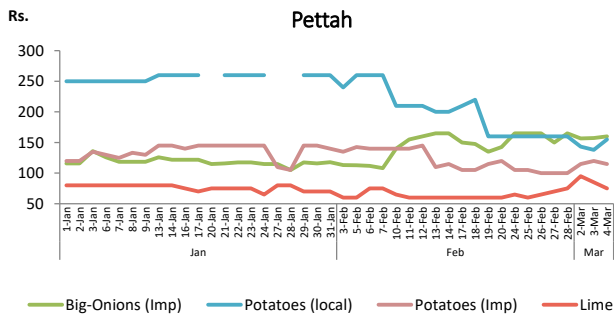 Rs.
Pettah
300
250
200
150
100
50
1-Jan 2-Jan 3-Jan 6-Jan 7-Jan 8-Jan 9-Jan 13-Jan 14-Jan 16-Jan 17-Jan 20-Jan 21-Jan 22-Jan 23-Jan 24-Jan 27-Jan 28-Jan 29-Jan 30-Jan 31-Jan 3-Feb 5-Feb 6-Feb 7-Feb 10-Feb 11-Feb 12-Feb 13-Feb 14-Feb 17-Feb 18-Feb 19-Feb 20-Feb 24-Feb 25-Feb 26-Feb 27-Feb 28-Feb 2-Mar 3-Mar 4-Mar
Jan Feb Mar
Big-Onions (Imp) Potatoes (local) Potatoes (Imp) Lime